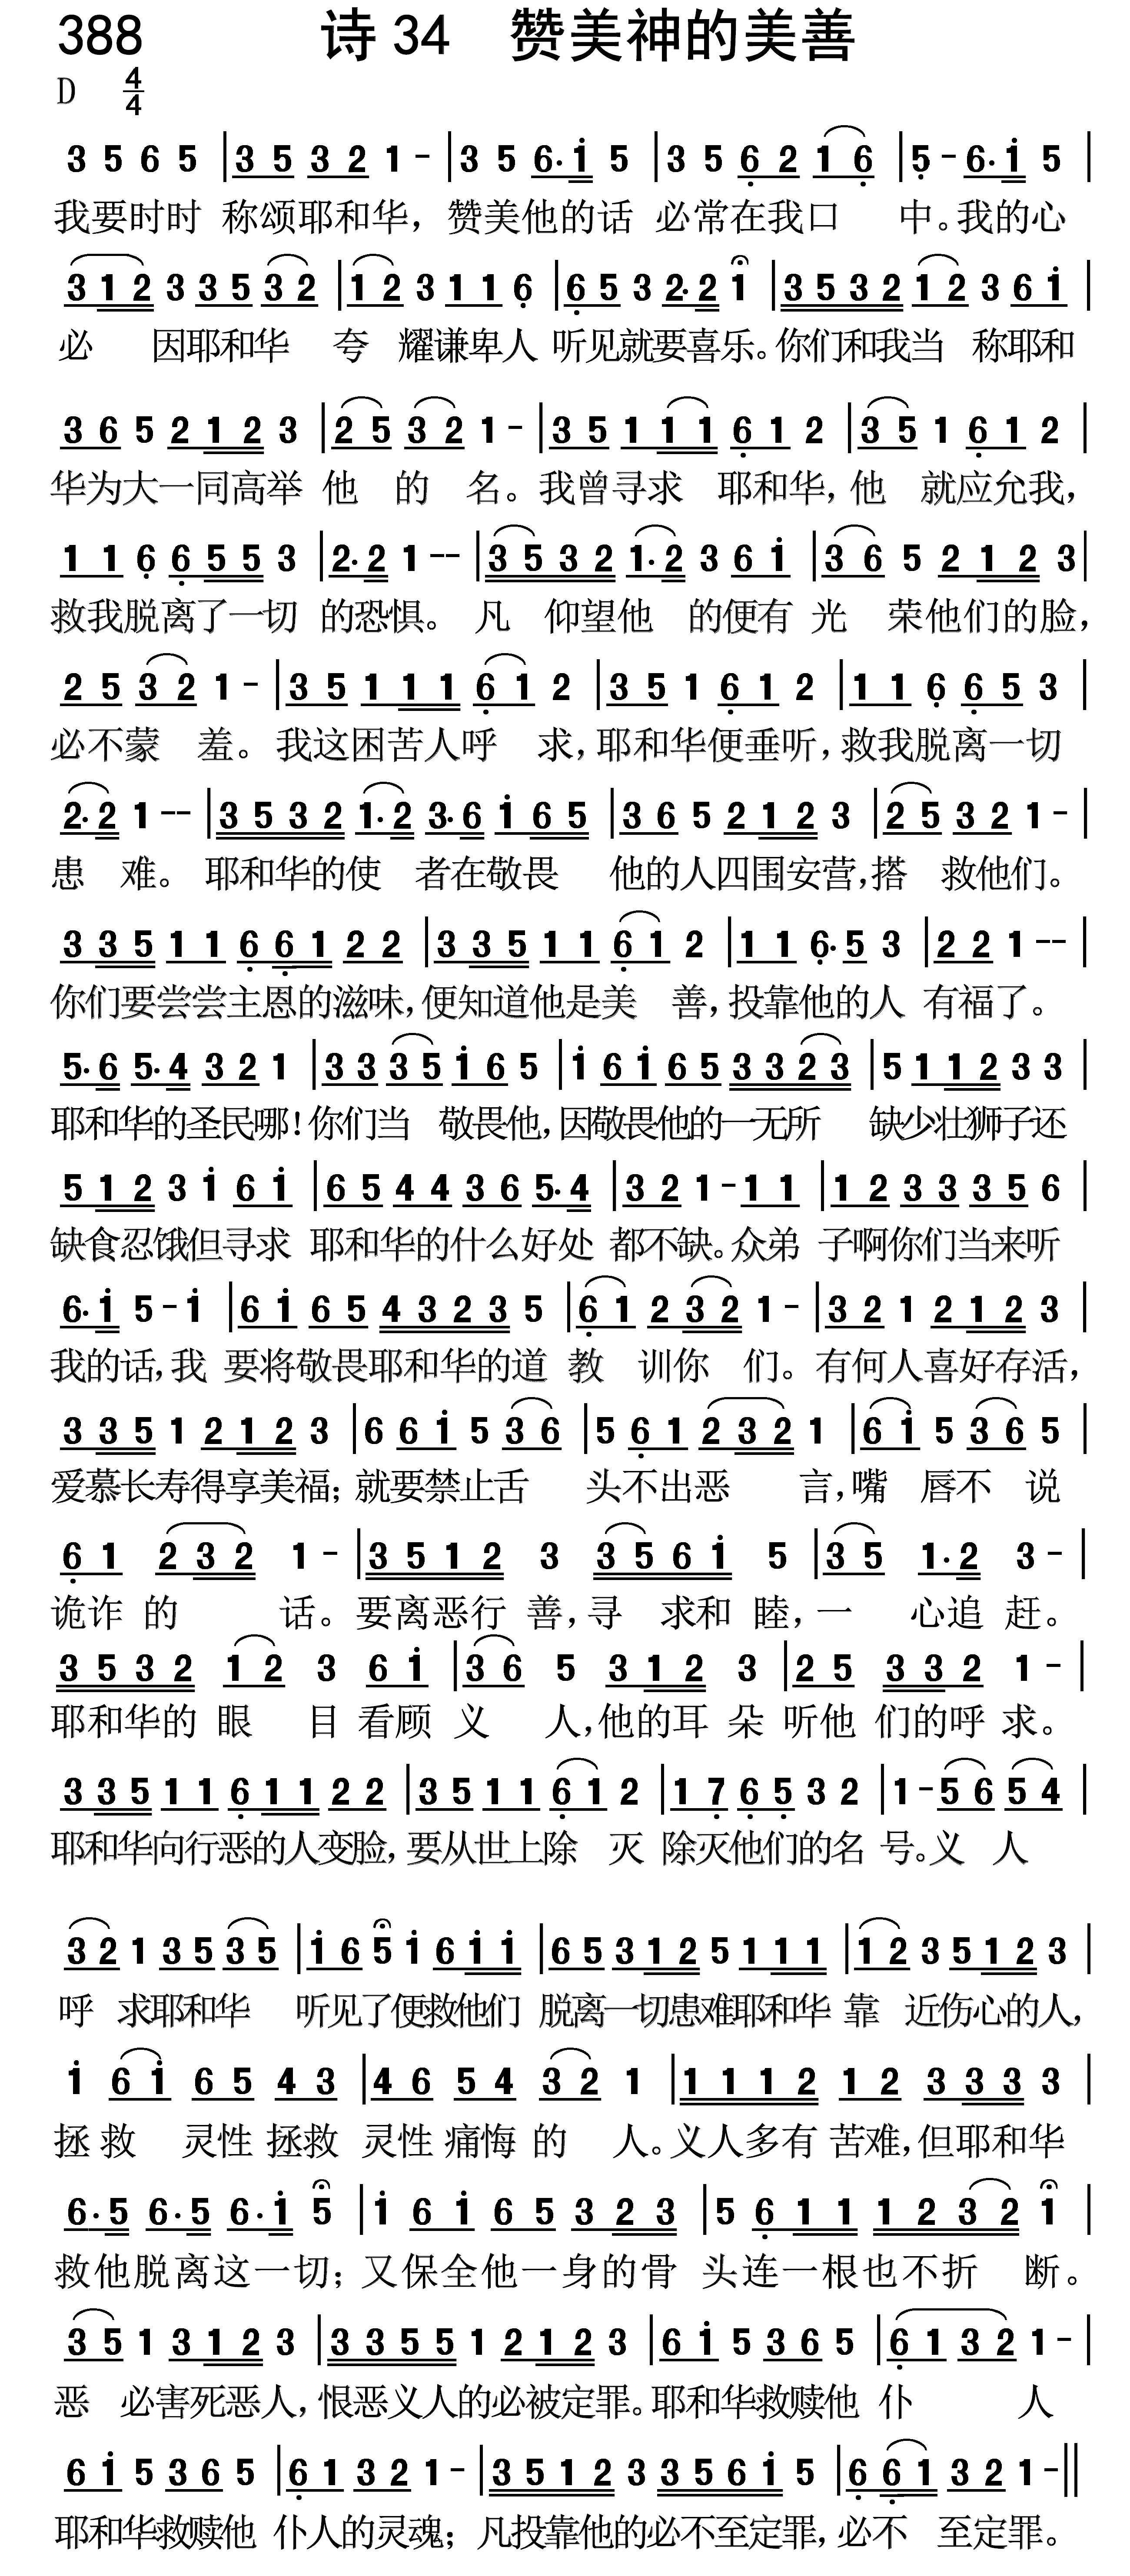 388 诗34 赞美神的美善
D 4/4
3 5 6 5 |3 5 3 2 1 - |3 5 6· i 5 |3 5 6 2 1 6 |5 - 6· i 5 |
我要时时 称颂耶和华，赞美他的话 必常在我口 中。我的心
3 1 2 3 3 5 3 2 |1 2 3 1 1 6 |6 5 3 2· 2 1 |3 5 3 2 1 2 3 6 i |
必 因耶和华 夸 耀谦卑人 听见就要喜乐。你们和我当 称耶和
3 6 5 2 1 2 3 |2 5 3 2 1 - |3 5 1 1 1 6 1 2 |3 5 1 6 1 2 |
华为大一同高举 他 的 名。我曾寻求 耶和华，他 就应允我，
1 1 6 6 5 5 3 |2· 2 1 -- |3 5 3 2 1· 2 3 6 i |3 6 5 2 1 2 3 |
救我脱离了一切 的恐惧。 凡 仰望他 的便有 光 荣他们的脸，
2 5 3 2 1 - |3 5 1 1 1 6 1 2 |3 5 1 6 1 2 |1 1 6 6 5 3 |
必不蒙 羞。我这困苦人呼 求，耶和华便垂听，救我脱离一切
2· 2 1 -- |3 5 3 2 1· 2 3· 6 i 6 5 |3 6 5 2 1 2 3 |2 5 3 2 1 - |
患 难。 耶和华的使 者在敬畏 他的人四围安营，搭 救他们。
3 3 5 1 1 6 6 1 2 2 |3 3 5 1 1 6 1 2 |1 1 6· 5 3 |2 2 1 -- |
你们要尝尝主恩的滋味，便知道他是美 善，投靠他的人 有福了。
5· 6 5· 4 3 2 1 |3 3 3 5 i 6 5 |i 6 i 6 5 3 3 2 3 |5 1 1 2 3 3 |
耶和华的圣民哪！你们当 敬畏他，因敬畏他的一无所 缺少壮狮子还
5 1 2 3 i 6 i |6 5 4 4 3 6 5· 4 |3 2 1 - 1 1 |1 2 3 3 3 5 6 |
缺食忍饿但寻求 耶和华的什么好处 都不缺。众弟 子啊你们当来听
6· i 5 - i |6 i 6 5 4 3 2 3 5 |6 1 2 3 2 1 - |3 2 1 2 1 2 3 |
我的话，我 要将敬畏耶和华的道 教 训你 们。有何人喜好存活，
3 3 5 1 2 1 2 3 |6 6 i 5 3 6 |5 6 1 2 3 2 1 |6 i 5 3 6 5 |
爱慕长寿得享美福；就要禁止舌 头不出恶 言，嘴 唇不 说
6 1 2 3 2 1 - |3 5 1 2 3 3 5 6 i 5 |3 5 1· 2 3 - |
诡诈 的 话。要离恶行 善，寻 求和 睦，一 心追 赶。
3 5 3 2 1 2 3 6 i |3 6 5 3 1 2 3 |2 5 3 3 2 1 - |
耶和华的 眼 目 看顾 义 人，他的耳 朵 听他 们的呼 求。
3 3 5 1 1 6 1 1 2 2 |3 5 1 1 6 1 2 |1 7 6 5 3 2 |1 - 5 6 5 4 |
耶和华向行恶的人变脸，要从世上除 灭 除灭他们的名 号。义 人
3 2 1 3 5 3 5 |i 6 5 i 6 i i |6 5 3 1 2 5 1 1 1 |1 2 3 5 1 2 3 |
呼 求耶和华 听见了便救他们 脱离一切患难耶和华 靠 近伤心的人，
i 6 i 6 5 4 3 |4 6 5 4 3 2 1 |1 1 1 2 1 2 3 3 3 3 |
拯 救 灵性 拯救 灵性 痛悔 的 人。义人多有 苦难，但耶和华
6· 5 6· 5 6· i 5 |i 6 i 6 5 3 2 3 |5 6 1 1 1 2 3 2 1 |
救他脱离这一切；又保全他一身的骨 头连一根也不折 断。
3 5 1 3 1 2 3 |3 3 5 5 1 2 1 2 3 |6 i 5 3 6 5 |6 1 3 2 1 - |
恶 必害死恶人，恨恶义人的必被定罪。耶和华救赎他 仆 人
6 i 5 3 6 5 |6 1 3 2 1 - |3 5 1 2 3 3 5 6 i 5 |6 6 1 3 2 1 - ||
耶和华救赎他 仆人的灵魂；凡投靠他的必不至定罪，必不 至定罪。